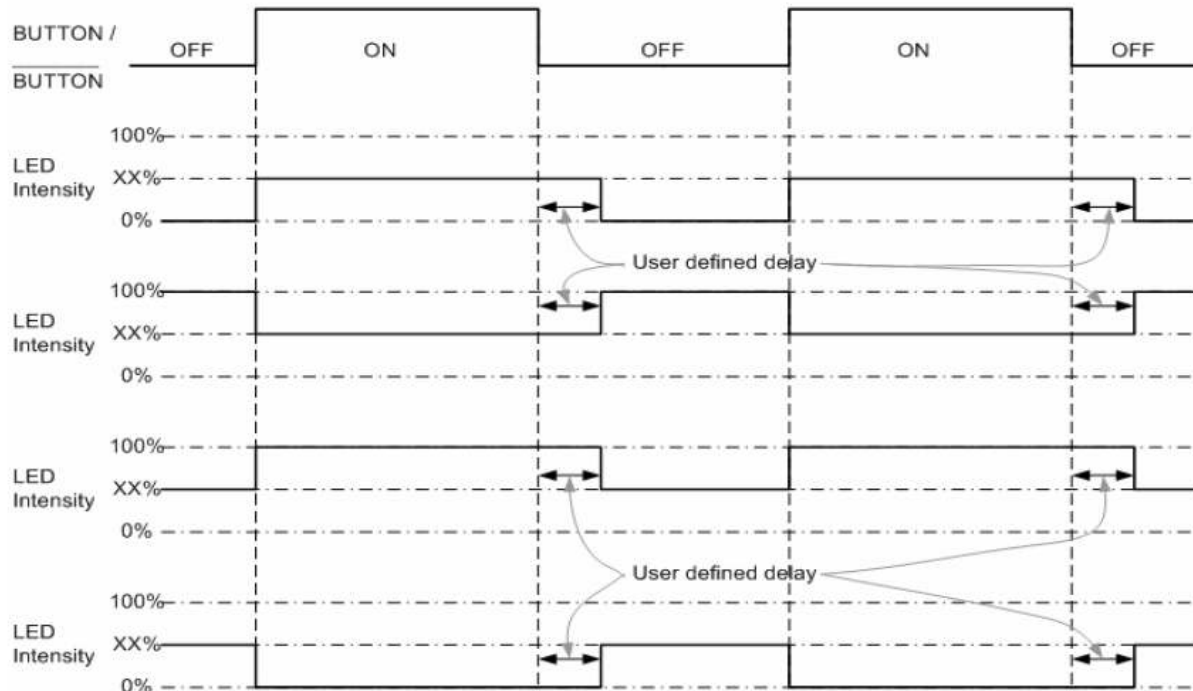 BUTTON /
BUTTON
OFF ON OFF ON OFF
100%
LED
Intensity
XX%
0%
User defined delay
100%
LED
Intensity
XX%
0%
100%
LED
Intensity
XX%
0%
User defined delay
100%
LED
Intensity
XX%
0%